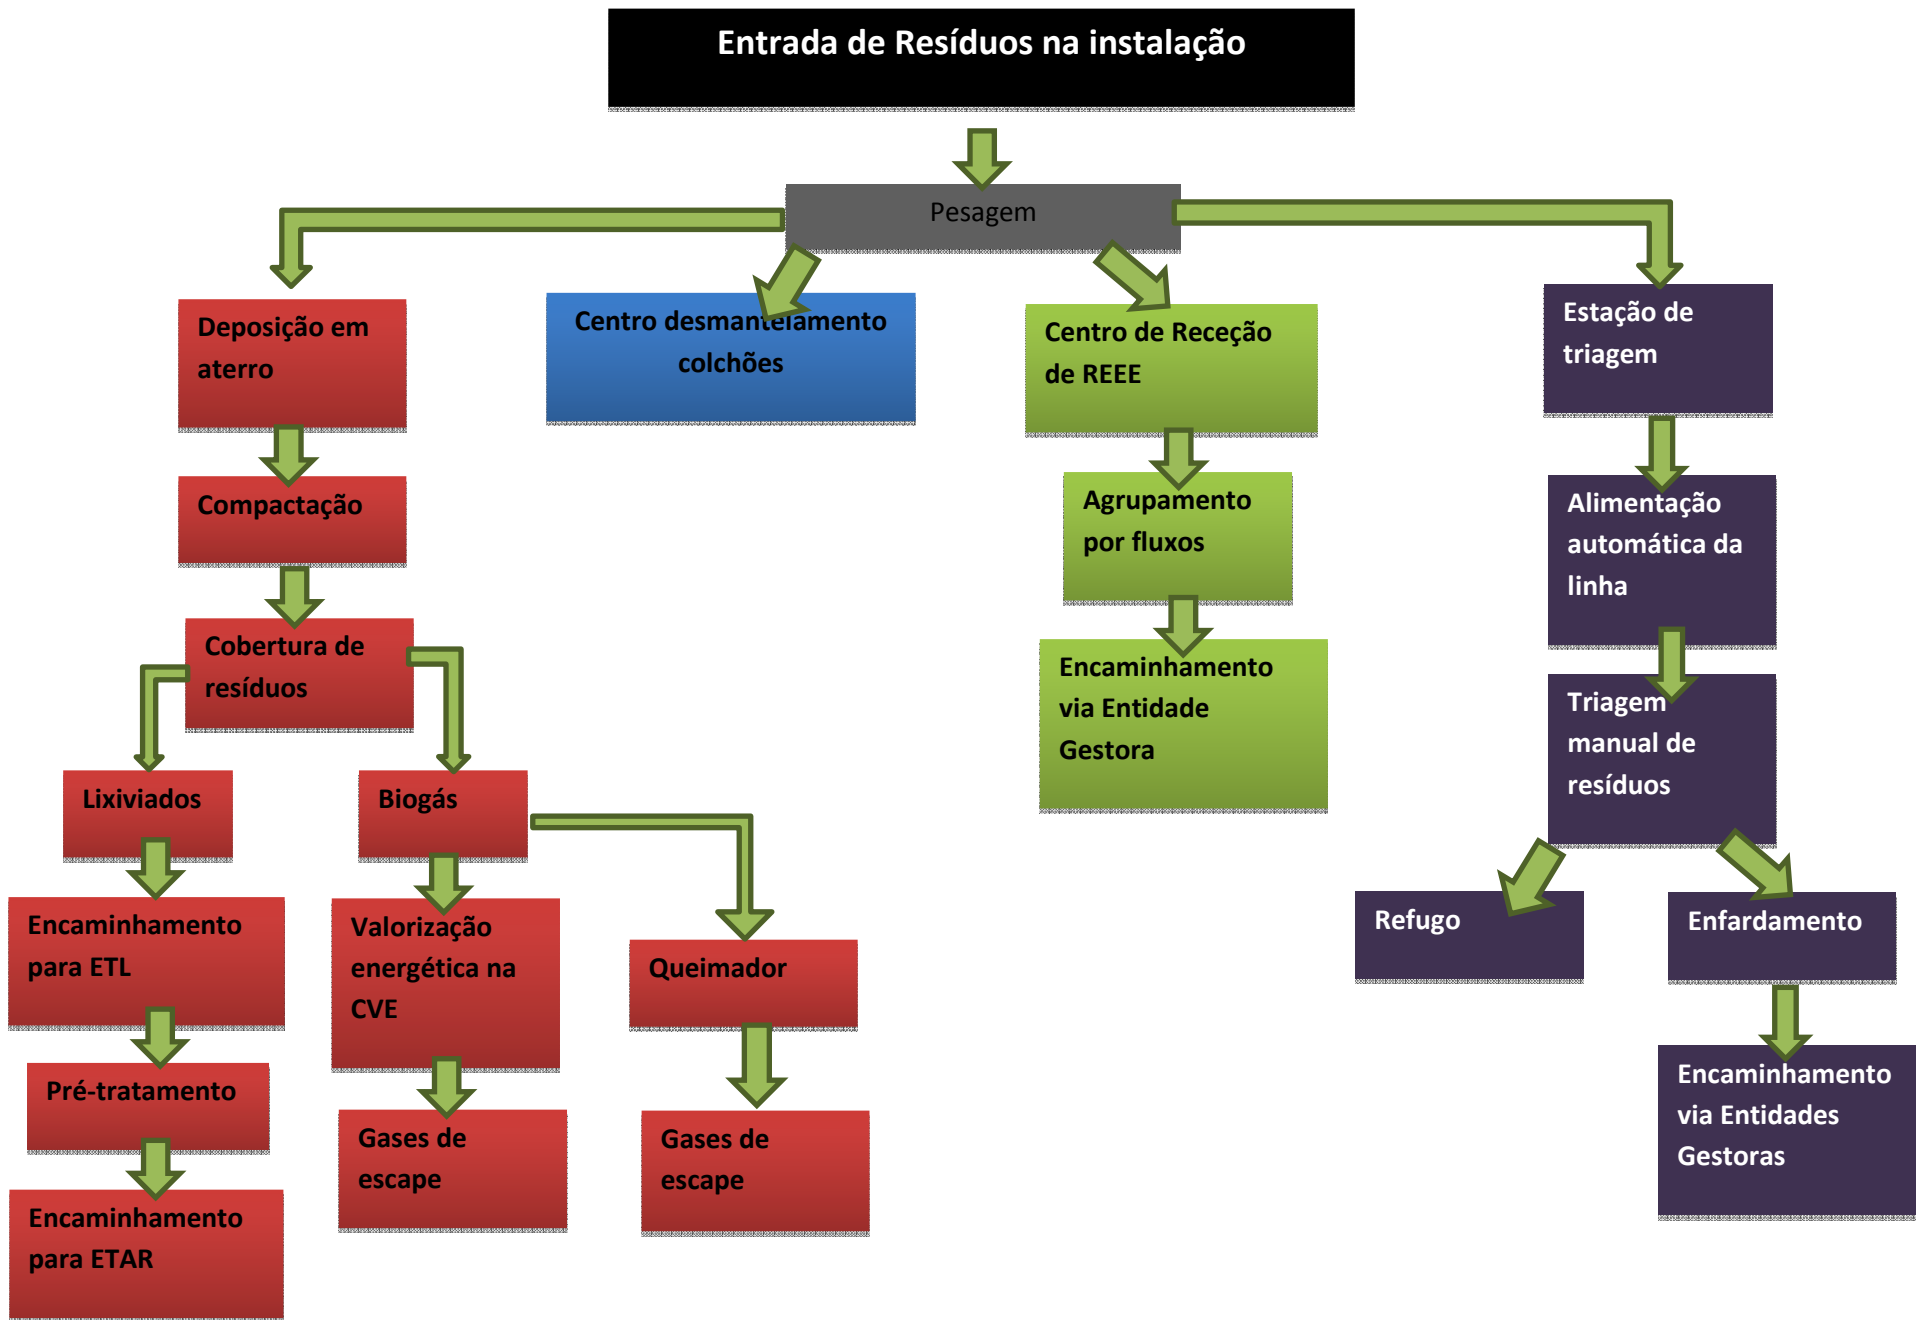 Entrada de Resíduos na instalação
Pesagem
Deposição em
aterro
Compactação
Cobertura de
resíduos
Lixiviados
Encaminhamento
para ETL
Pré-tratamento
Encaminhamento
para ETAR
Biogás
Valorização
energética na
CVE
Gases de
escape
Queimador
Gases de
escape
Centro desmantelamento
colchões
Centro de Receção
de REEE
Agrupamento
por fluxos
Encaminhamento
via Entidade
Gestora
Estação de
triagem
Alimentação
automática da
linha
Triagem
manual de
resíduos
Refugo
Enfardamento
Encaminhamento
via Entidades
Gestoras